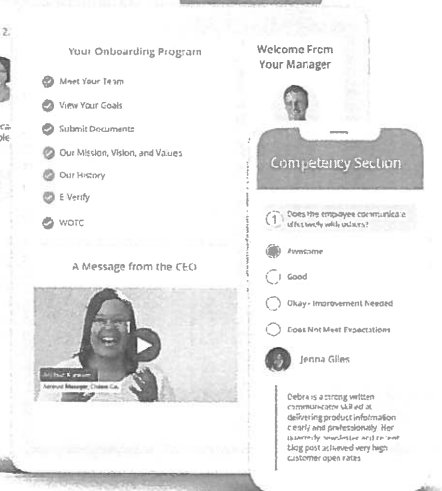 2.
Your Onboarding Program
Meet Your Team
View Your Goals
Submit Documents
Our Mission, Vision, and Values
Our History
E-Verify
WOTC
A Message from the CEO
Account Manager,
Welcome From
Your Manager
Competency Section
1
Does the employee communicate
effectively with others?
Awesome
Good
Okay - Improvement Needed
Does Not Meet Expectations
Jenna Giles
Debra is a strong written
communicator skilled at
delivering product information
clearly and professionally. Her
quarterly newsletter and recent
blog post achieved very high
customer open rates